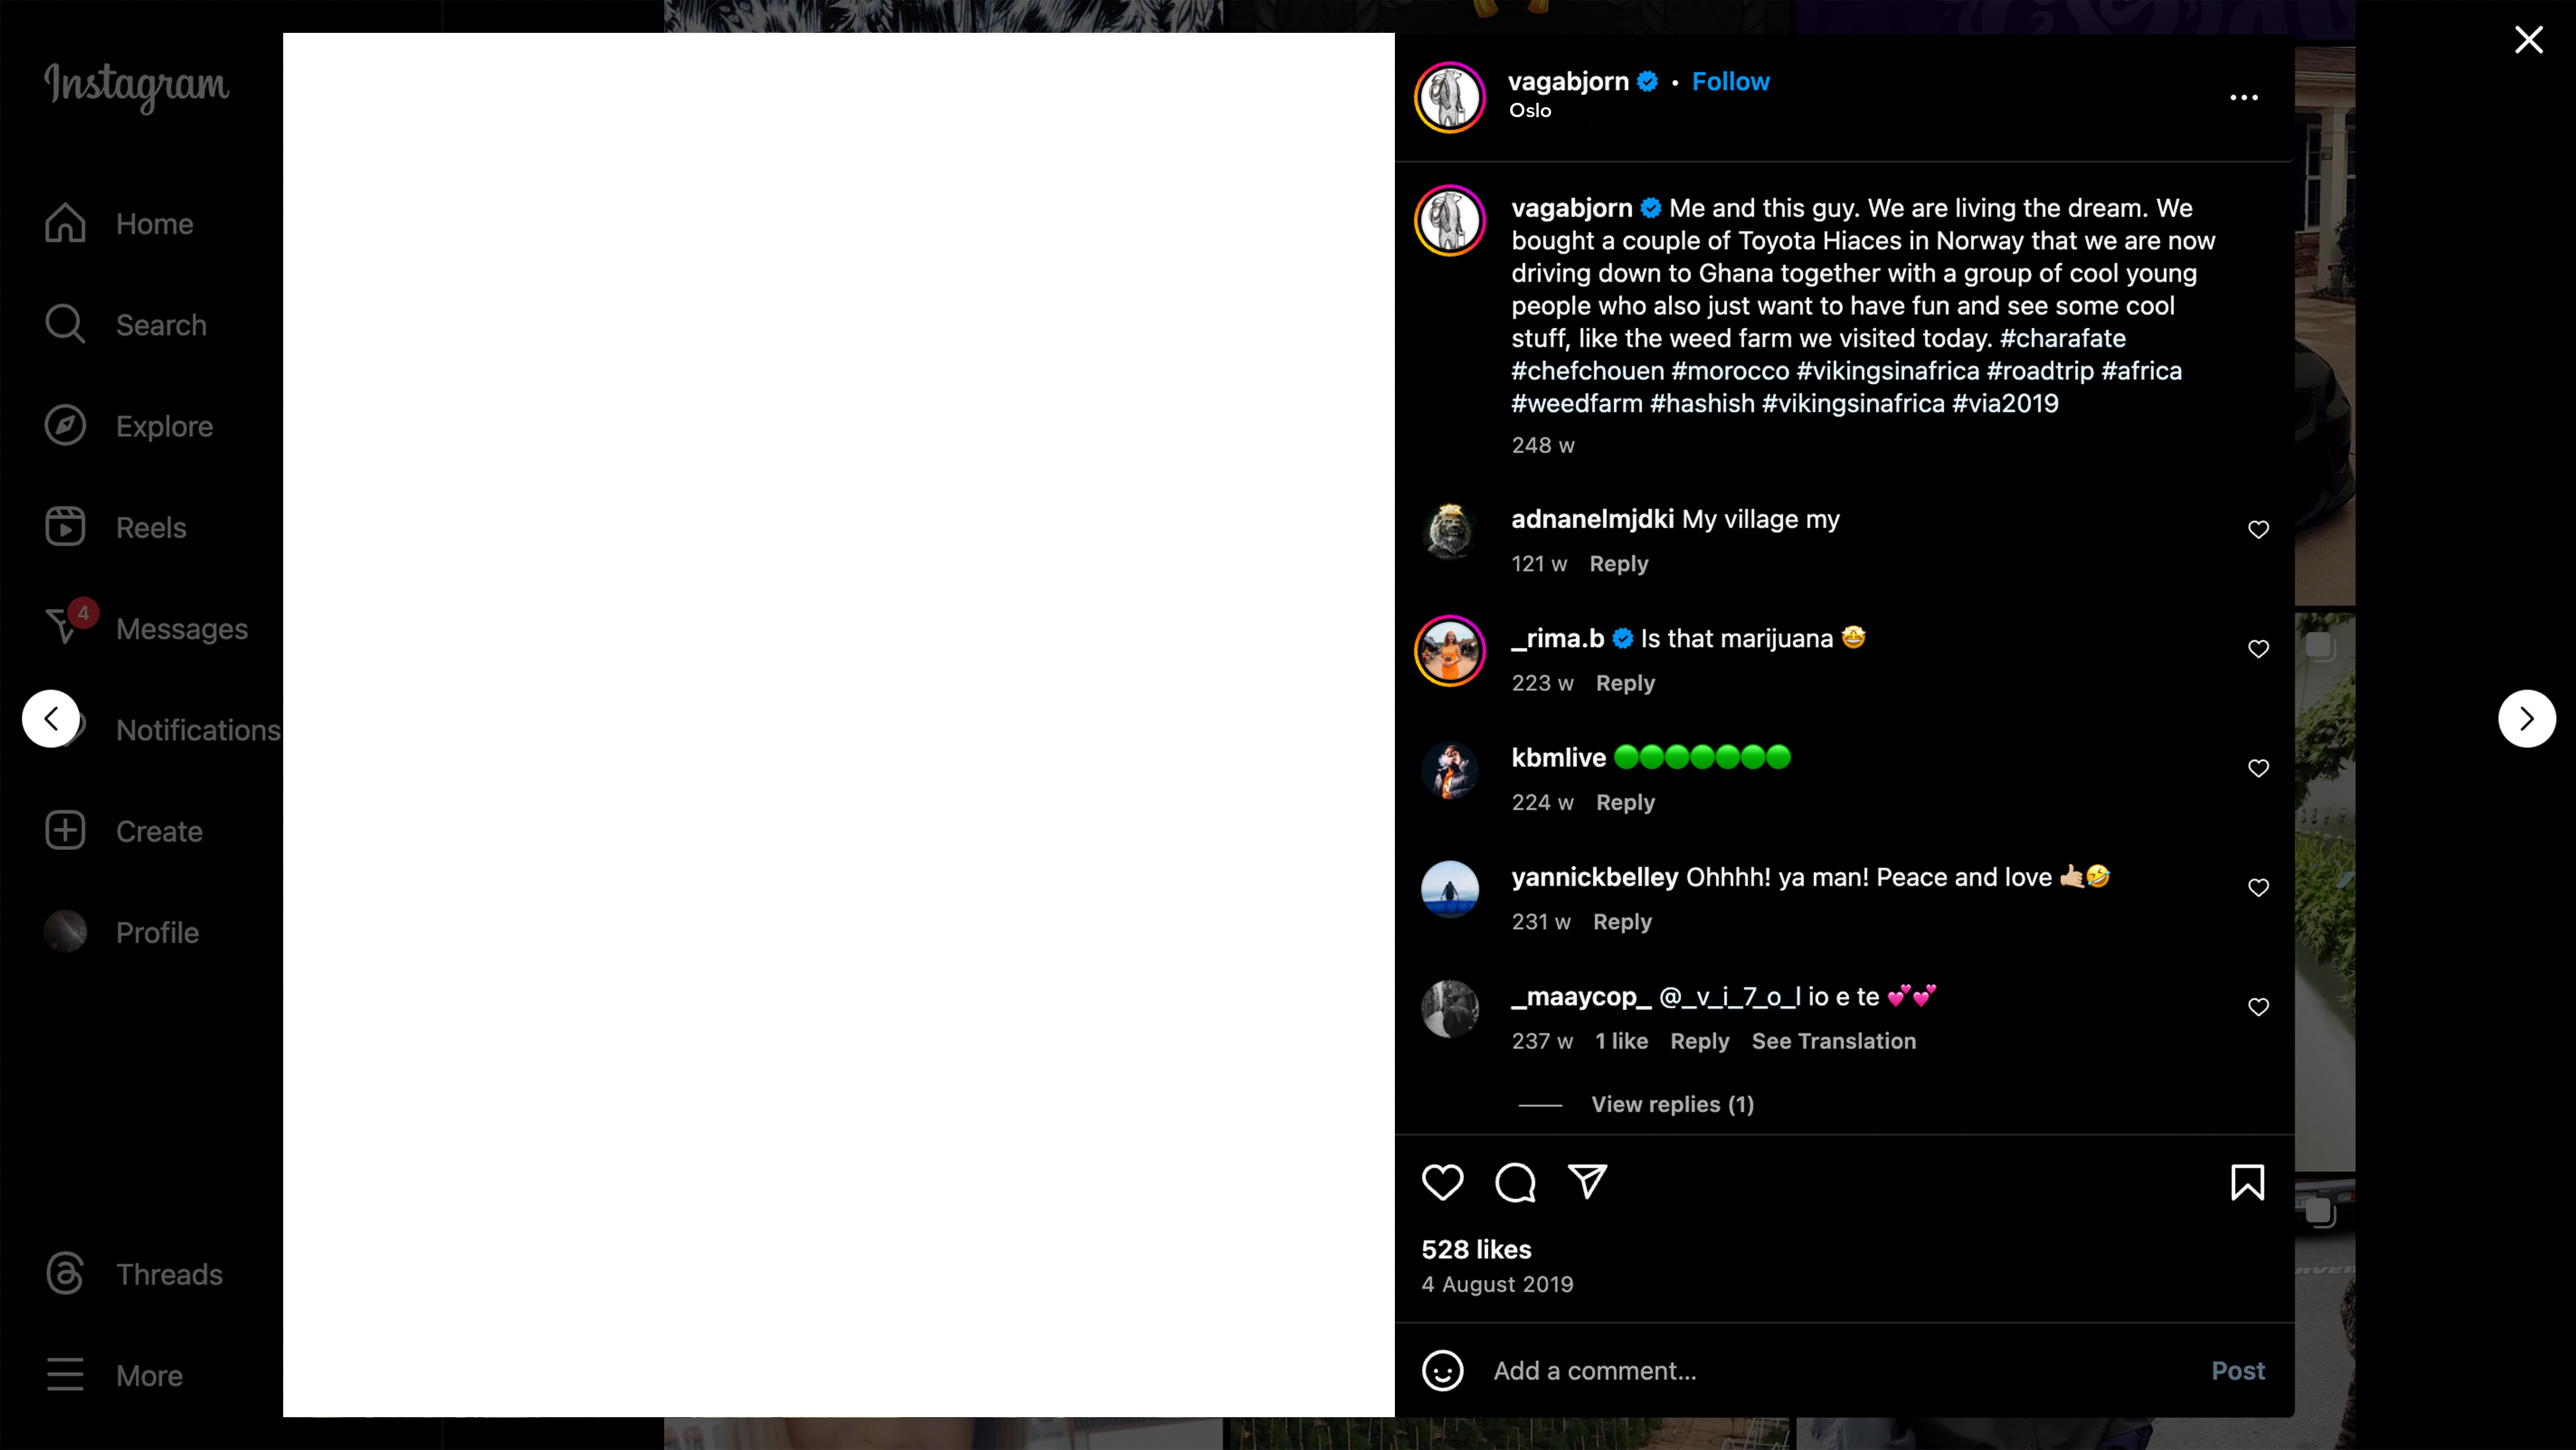 Instagram
Home
Search
Explore
Reels
4
Messages
Notifications
Create
Profile
Threads
More
vagabjorn • Follow
Oslo
vagabjorn Me and this guy. We are living the dream. We
bought a couple of Toyota Hiaces in Norway that we are now
driving down to Ghana together with a group of cool young
people who also just want to have fun and see some cool
stuff, like the weed farm we visited today. #charafate
#chefchouen #morocco #vikingsinafrica #roadtrip #africa
#weedfarm #hashish #vikingsinafrica #via2019
248 w
adnanelmjdki My village my
121 w Reply
_rima.b Is that marijuana 🤩
223 w Reply
kbmlive 🟢🟢🟢🟢🟢🟢🟢
224 w Reply
yannickbelley Ohhhh! ya man! Peace and love 🤙🏼🤣
231 w Reply
_maaycop_ @_v_i_7_o_l io e te 💕💕
237 w 1 like Reply See Translation
View replies (1)
528 likes
4 August 2019
Add a comment...
Post